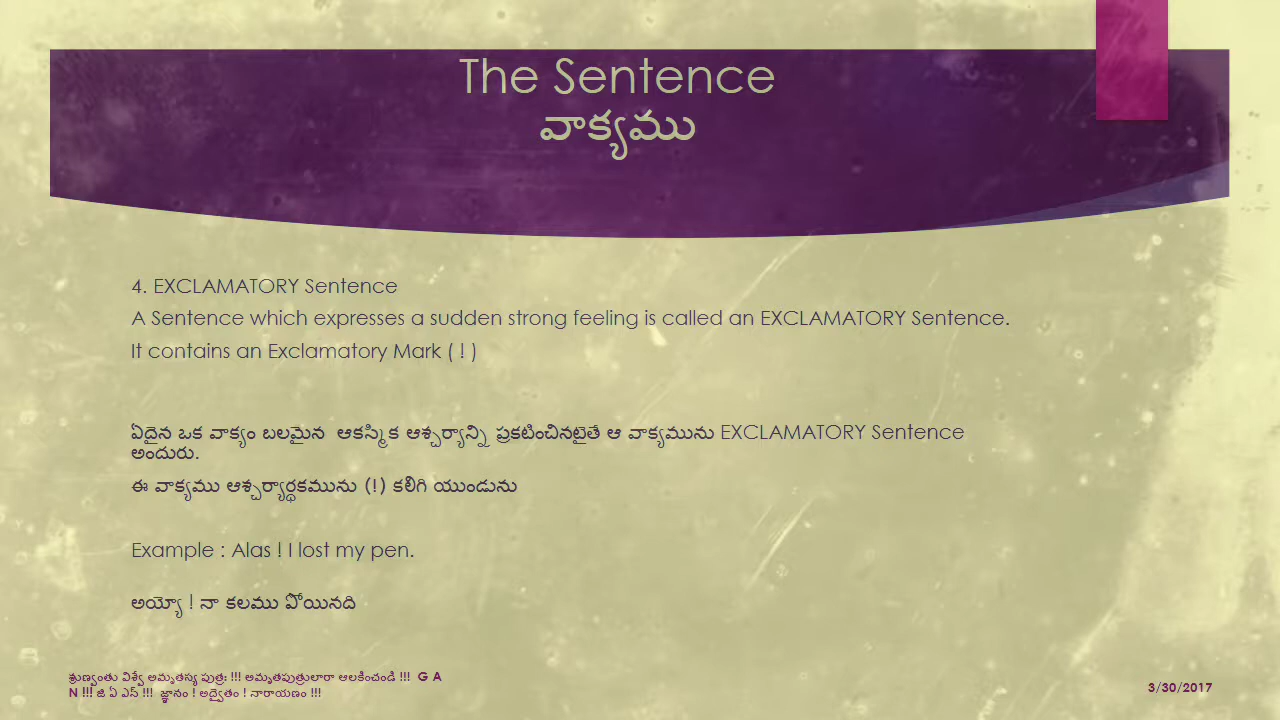 The Sentence
వాక్యము
4. EXCLAMATORY Sentence
A Sentence which expresses a sudden strong feeling is called an EXCLAMATORY Sentence.
It contains an Exclamatory Mark ( ! )
ఏదైన ఒక వాక్యం బలమైన ఆకస్మిక ఆశ్చర్యాన్ని ప్రకటించినటైతే ఆ వాక్యమును EXCLAMATORY Sentence
అందురు.
ఈ వాక్యము ఆశ్చర్యార్థకమును (!) కలిగి యుండును
Example : Alas ! I lost my pen.
అయ్యో ! నా కలము పోయినది
శ్రుణ్వంతు విశ్వే అమృతస్య పుత్రః !!! అమృతపుత్రులారా ఆలకించండి !!! G A
N !!! జి ఏ ఎన్ !!! జ్ఞానం ! అద్వైతం ! నారాయణం !!!
3/30/2017